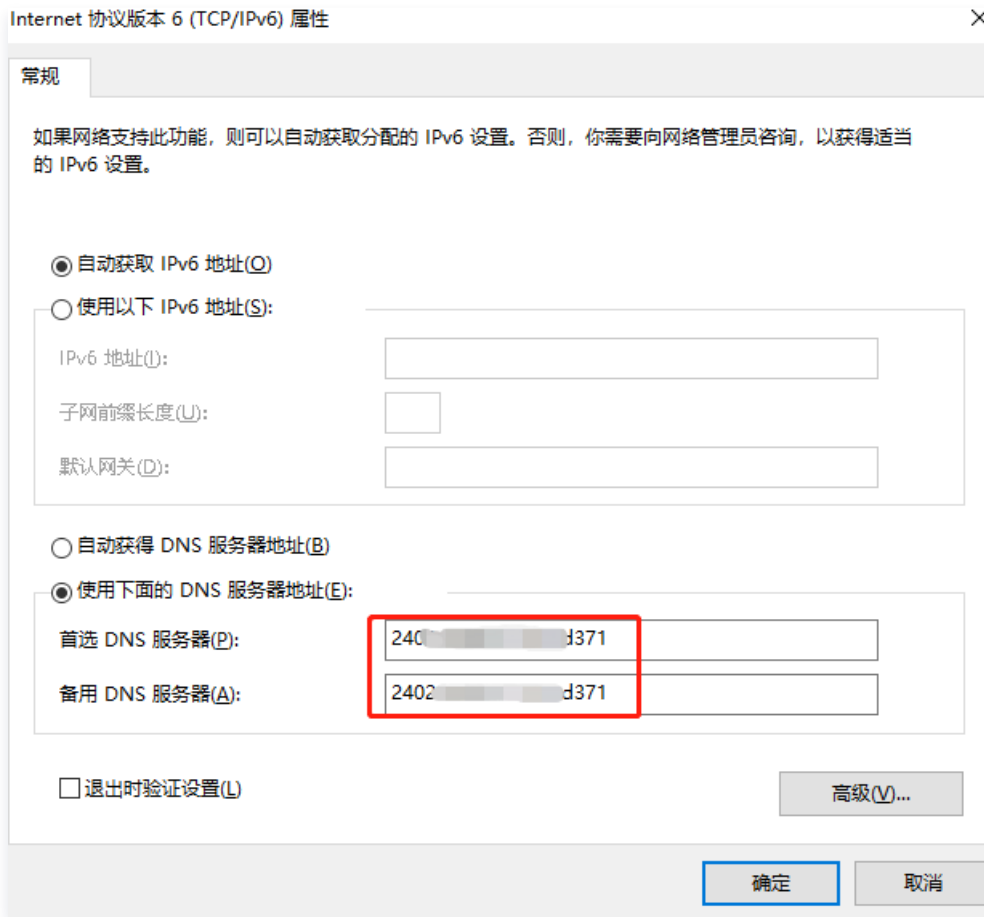 Internet 协议版本 6 (TCP/IPv6) 属性
常规
如果网络支持此功能，则可以自动获取分配的 IPv6 设置。否则，你需要向网络管理员咨询，以获得适当
的 IPv6 设置。
自动获取 IPv6 地址(O)
使用以下 IPv6 地址(S):
IPv6 地址(I):
子网前缀长度(U):
默认网关(D):
自动获得 DNS 服务器地址(B)
使用下面的 DNS 服务器地址(E):
首选 DNS 服务器(P):
240 d371
备用 DNS 服务器(A):
2402 d371
退出时验证设置(L)
高级(V)...
确定
取消